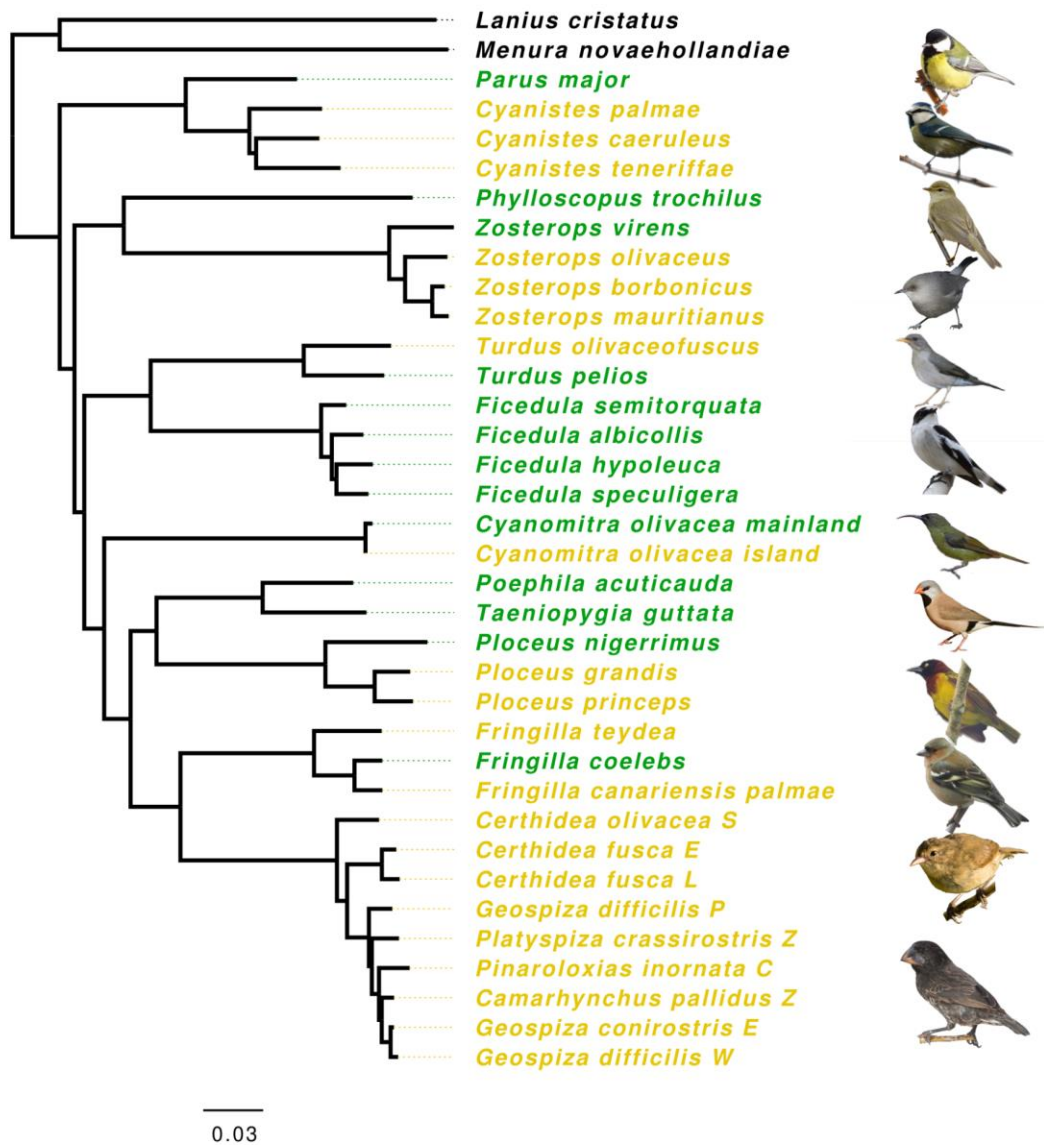 Lanius cristatus
Menura novaehollandiae
Parus major
Cyanistes palmae
Cyanistes caeruleus
Cyanistes teneriffae
Phylloscopus trochilus
Zosterops virens
Zosterops olivaceus
Zosterops borbonicus
Zosterops mauritianus
Turdus olivaceofuscus
Turdus pelios
Ficedula semitorquata
Ficedula albicollis
Ficedula hypoleuca
Ficedula speculigera
Cyanomitra olivacea mainland
Cyanomitra olivacea island
Poephila acuticauda
Taeniopygia guttata
Ploceus nigerrimus
Ploceus grandis
Ploceus princeps
Fringilla teydea
Fringilla coelebs
Fringilla canariensis palmae
Certhidea olivacea S
Certhidea fusca E
Certhidea fusca L
Geospiza difficilis P
Platyspiza crassirostris Z
Pinaroloxias inornata C
Camarhynchus pallidus Z
Geospiza conirostris E
Geospiza difficilis W
0.03